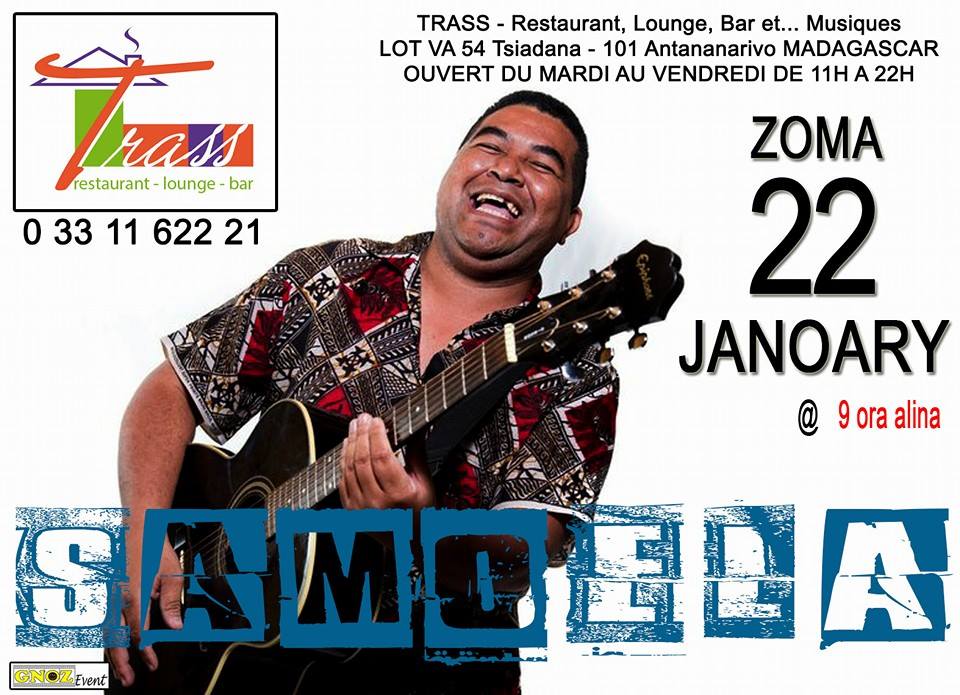 Trass
restaurant - lounge - bar
0 33 11 622 21
TRASS - Restaurant, Lounge, Bar et... Musiques
LOT VA 54 Tsiadana - 101 Antananarivo MADAGASCAR
OUVERT DU MARDI AU VENDREDI DE 11H A 22H
ZOMA
22
JANOARY
@ 9 ora alina
Epiphone
SAMOELA
GNOZ Event